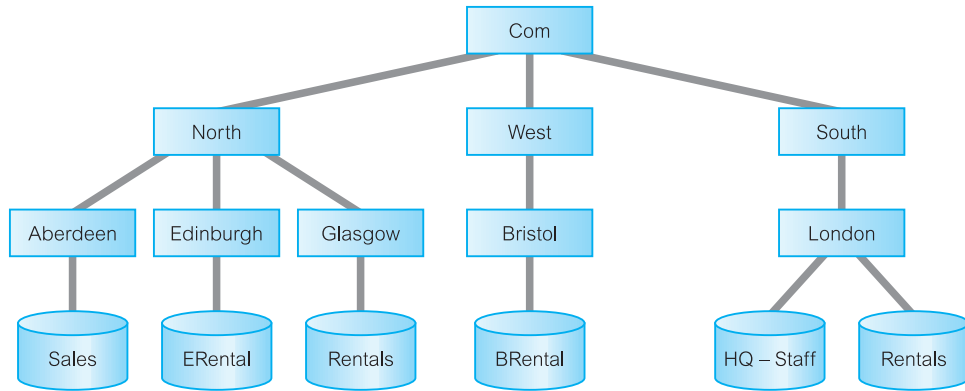 Com
North
West
South
Aberdeen
Edinburgh
Glasgow
Bristol
London
Sales
ERental
Rentals
BRental
HQ – Staff
Rentals